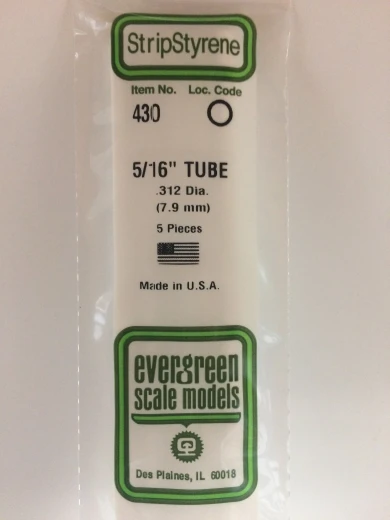 StripStyrene
Item No. Loc. Code
430
5/16" TUBE
.312 Dia.
(7.9 mm)
5 Pieces
Made in U.S.A.
evergreen
scale models
Des Plaines, IL 60018